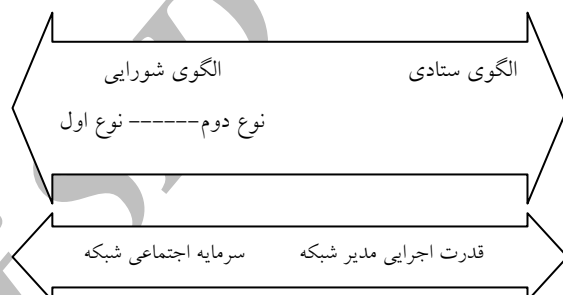 الگوی ستادی الگوی شورایی
نوع دوم------ نوع اول
قدرت اجرایی مدیر شبکه سرمایه اجتماعی شبکه